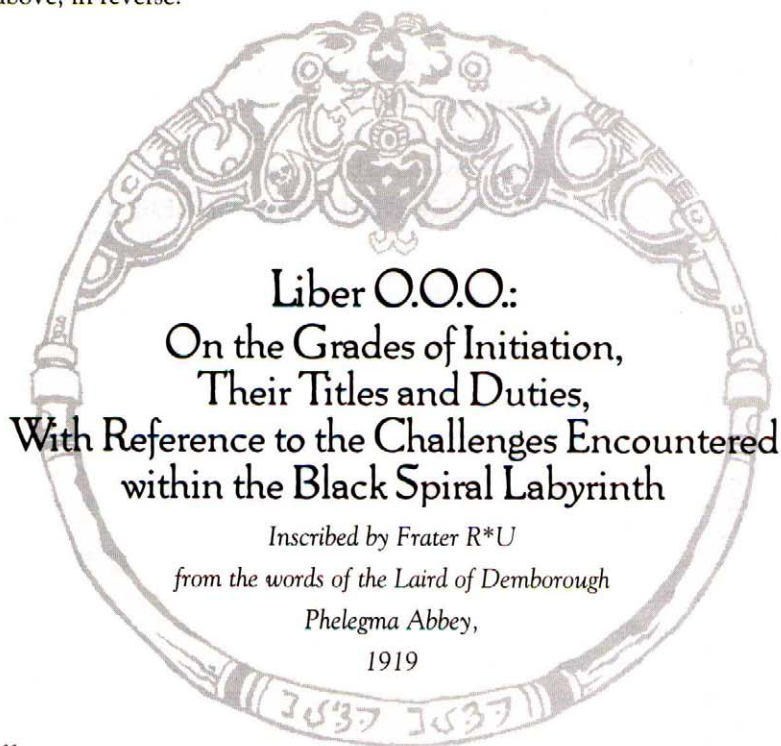 above, in reverse.
Liber O.O.O.:
On the Grades of Initiation,
Their Titles and Duties,
With Reference to the Challenges Encountered
within the Black Spiral Labyrinth
Inscribed by Frater R*U
from the words of the Laird of Demborough
Phelegma Abbey,
1919